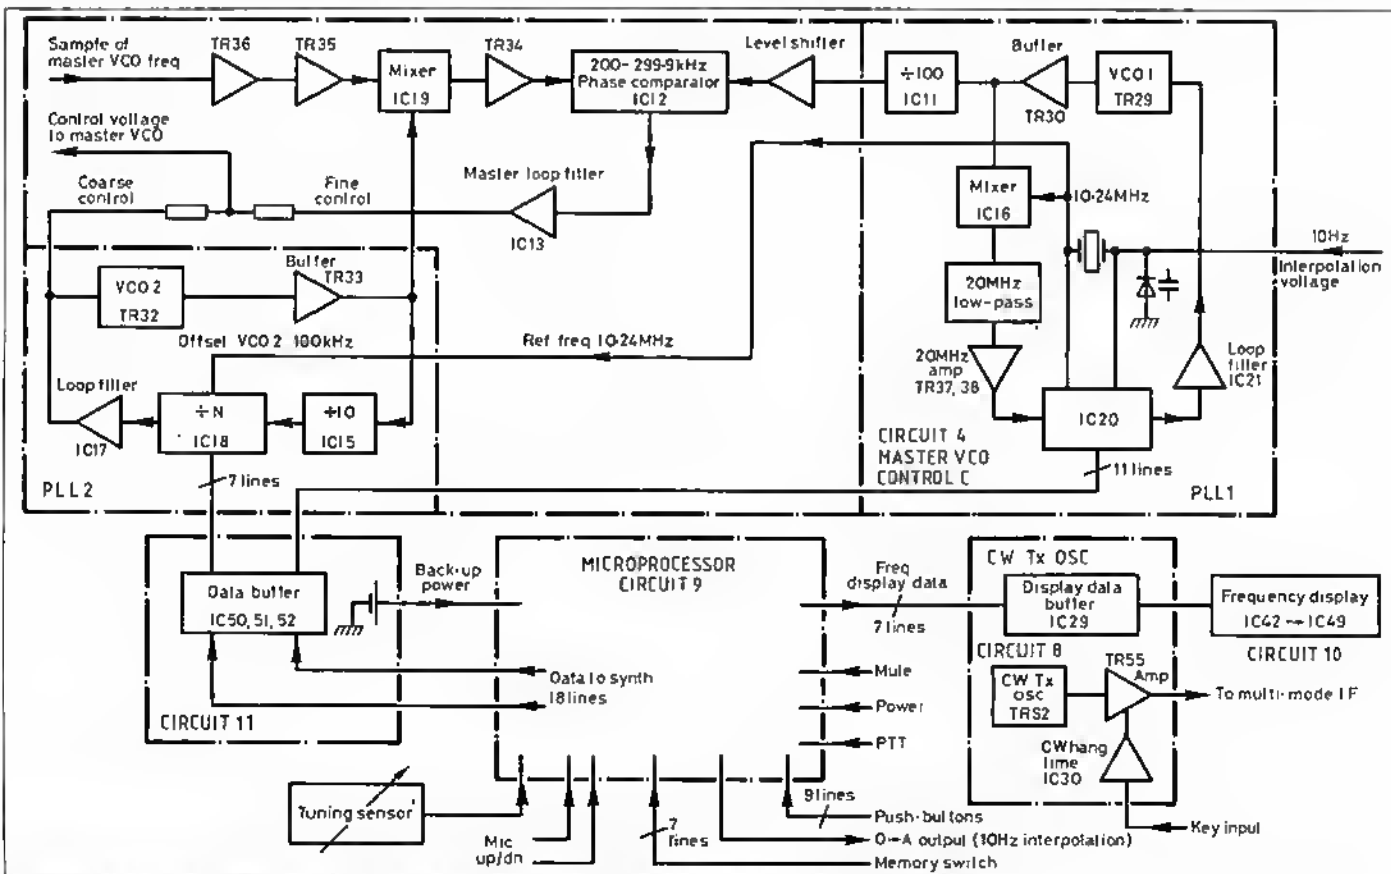 Sample of
master VCO freq
TR36
TR35
Mixer
IC19
TR34
200-299·9kHz
Phase comparator
IC12
Level shifter
÷100
IC11
Buffer
TR30
VCO1
TR29
Control voltage
to master VCO
Coarse
control
Fine
control
Master loop filter
IC13
Mixer
IC16
10·24MHz
10Hz
Interpolation
voltage
VCO 2
TR32
Buffer
TR33
20MHz
low-pass
Offset VCO 2 100kHz
Ref freq 10·24MHz
20MHz
amp
TR37, 38
Loop
filter
IC21
Loop filter
IC17
÷N
IC18
÷10
IC15
IC20
7 lines
11 lines
PLL2
CIRCUIT 4
MASTER VCO
CONTROL C
PLL1
Data buffer
IC50, 51, 52
Back-up
power
MICROPROCESSOR
CIRCUIT 9
Freq
display data
7 lines
CW Tx OSC
Display data
buffer
IC29
Frequency display
IC42→IC49
CIRCUIT 10
CIRCUIT 8
CW Tx
osc
TR52
TR55
Amp
To multi-mode IF
Data to synth
18 lines
Mute
Power
PTT
CIRCUIT 11
CW hang
time
IC30
Tuning sensor
Mic
up/dn
7
lines
9 lines
Push-buttons
D-A output (10Hz interpolation)
Memory switch
Key input